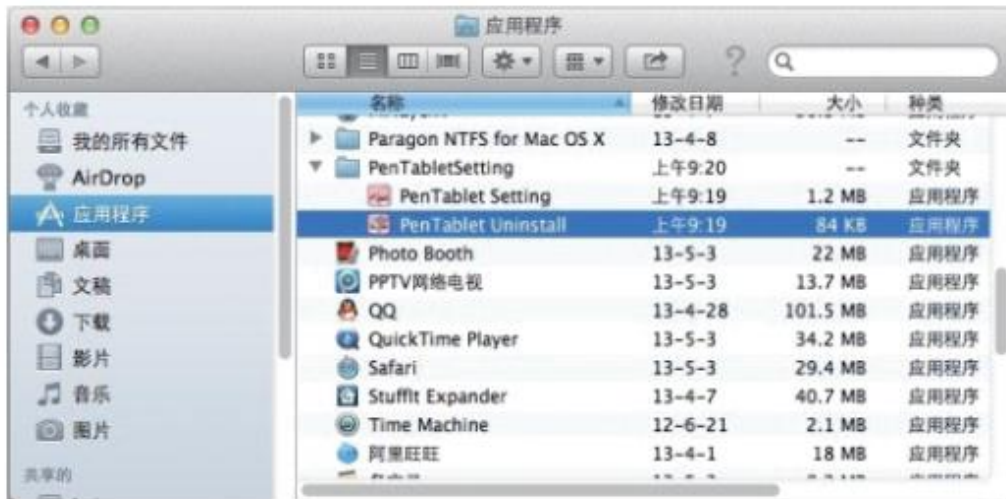 应用程序
个人收藏
我的所有文件
AirDrop
应用程序
桌面
文稿
下载
影片
音乐
图片
共享的
名称 修改日期 大小 种类
Paragon NTFS for Mac OS X 13-4-8 -- 文件夹
PenTabletSetting 上午9:20 -- 文件夹
PenTablet Setting 上午9:19 1.2 MB 应用程序
PenTablet Uninstall 上午9:19 84 KB 应用程序
Photo Booth 13-5-3 22 MB 应用程序
PPTV网络电视 13-5-3 13.7 MB 应用程序
QQ 13-4-28 101.5 MB 应用程序
QuickTime Player 13-5-3 34.2 MB 应用程序
Safari 13-5-3 29.4 MB 应用程序
StuffIt Expander 13-4-7 40.7 MB 应用程序
Time Machine 12-6-21 2.1 MB 应用程序
阿里旺旺 13-4-1 18 MB 应用程序